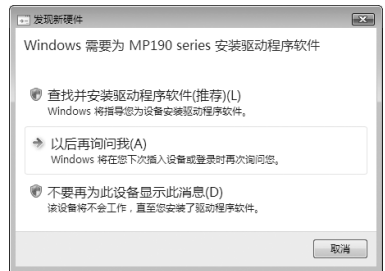 发现新硬件
Windows 需要为 MP190 series 安装驱动程序软件
查找并安装驱动程序软件(推荐)(L)
Windows 将指导您为设备安装驱动程序软件。
以后再询问我(A)
Windows 将在您下次插入设备或登录时再次询问您。
不要再为此设备显示此消息(D)
该设备将不会工作，直至您安装了驱动程序软件。
取消